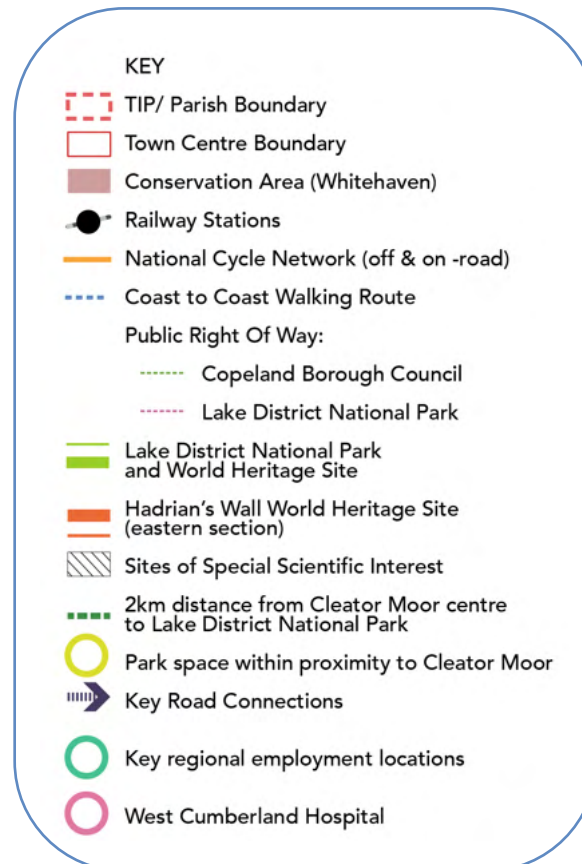 KEY
TIP/ Parish Boundary
Town Centre Boundary
Conservation Area (Whitehaven)
Railway Stations
National Cycle Network (off & on -road)
Coast to Coast Walking Route
Public Right Of Way:
Copeland Borough Council
Lake District National Park
Lake District National Park
and World Heritage Site
Hadrian's Wall World Heritage Site
(eastern section)
Sites of Special Scientific Interest
2km distance from Cleator Moor centre
to Lake District National Park
Park space within proximity to Cleator Moor
Key Road Connections
Key regional employment locations
West Cumberland Hospital